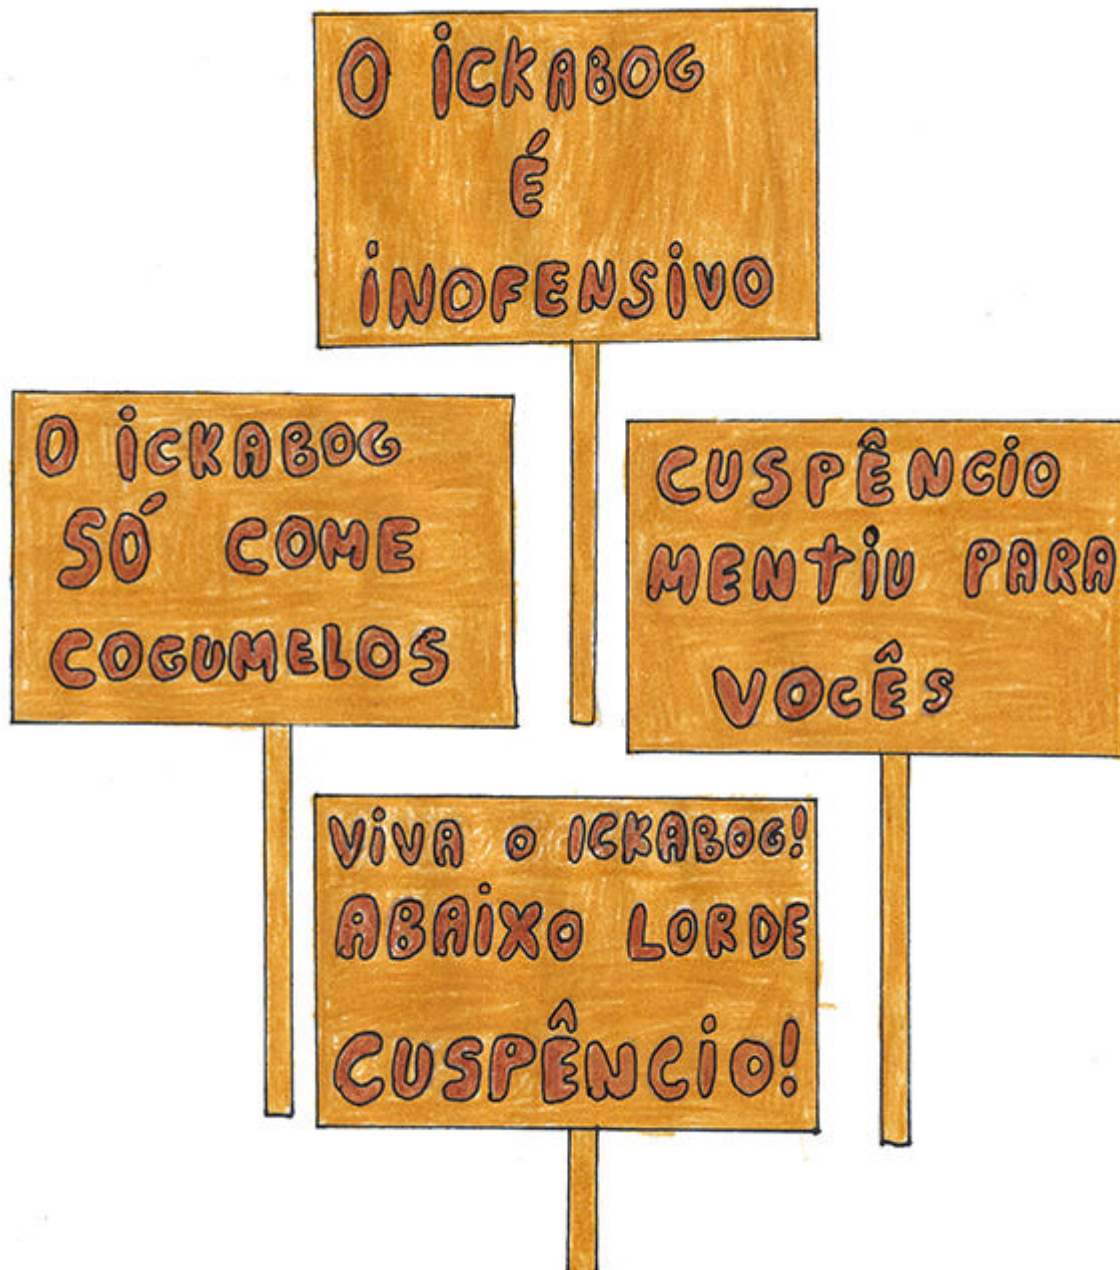 O ICKABOG
É
INOFENSIVO
O ICKABOG
SÓ COME
COGUMELOS
CUSPÊNCIO
MENTIU PARA
VOCÊS
VIVA O ICKABOG!
ABAIXO LORDE
CUSPÊNCIO!